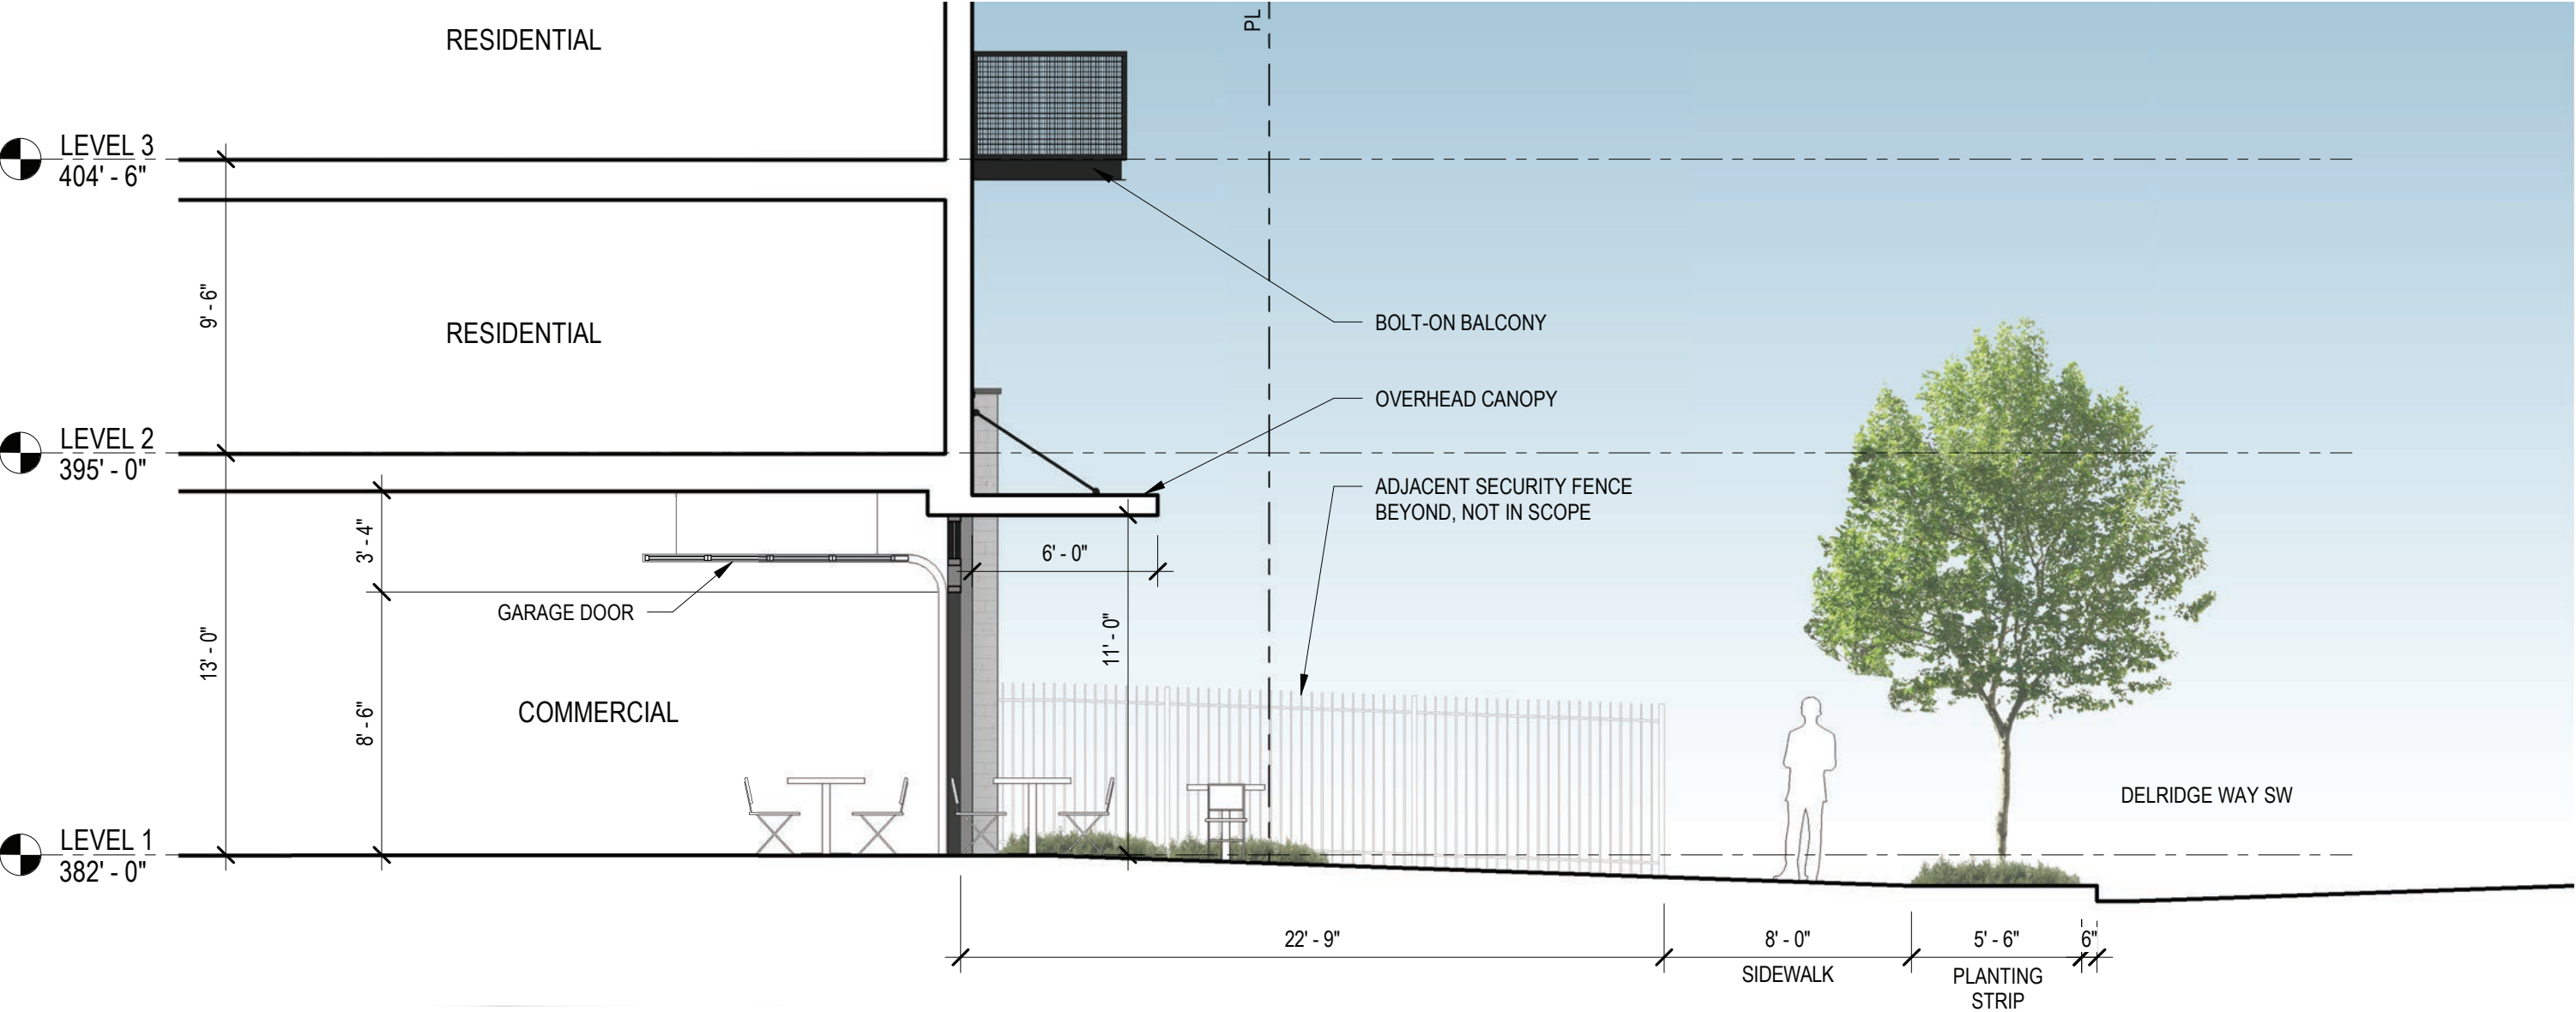 PL
RESIDENTIAL
LEVEL 3
404' - 6"
9' - 6"
RESIDENTIAL
BOLT-ON BALCONY
OVERHEAD CANOPY
LEVEL 2
395' - 0"
ADJACENT SECURITY FENCE
BEYOND, NOT IN SCOPE
3' - 4"
6' - 0"
GARAGE DOOR
13' - 0"
11' - 0"
8' - 6"
COMMERCIAL
DELRIDGE WAY SW
LEVEL 1
382' - 0"
22' - 9"
8' - 0"
5' - 6"
6"
SIDEWALK
PLANTING
STRIP